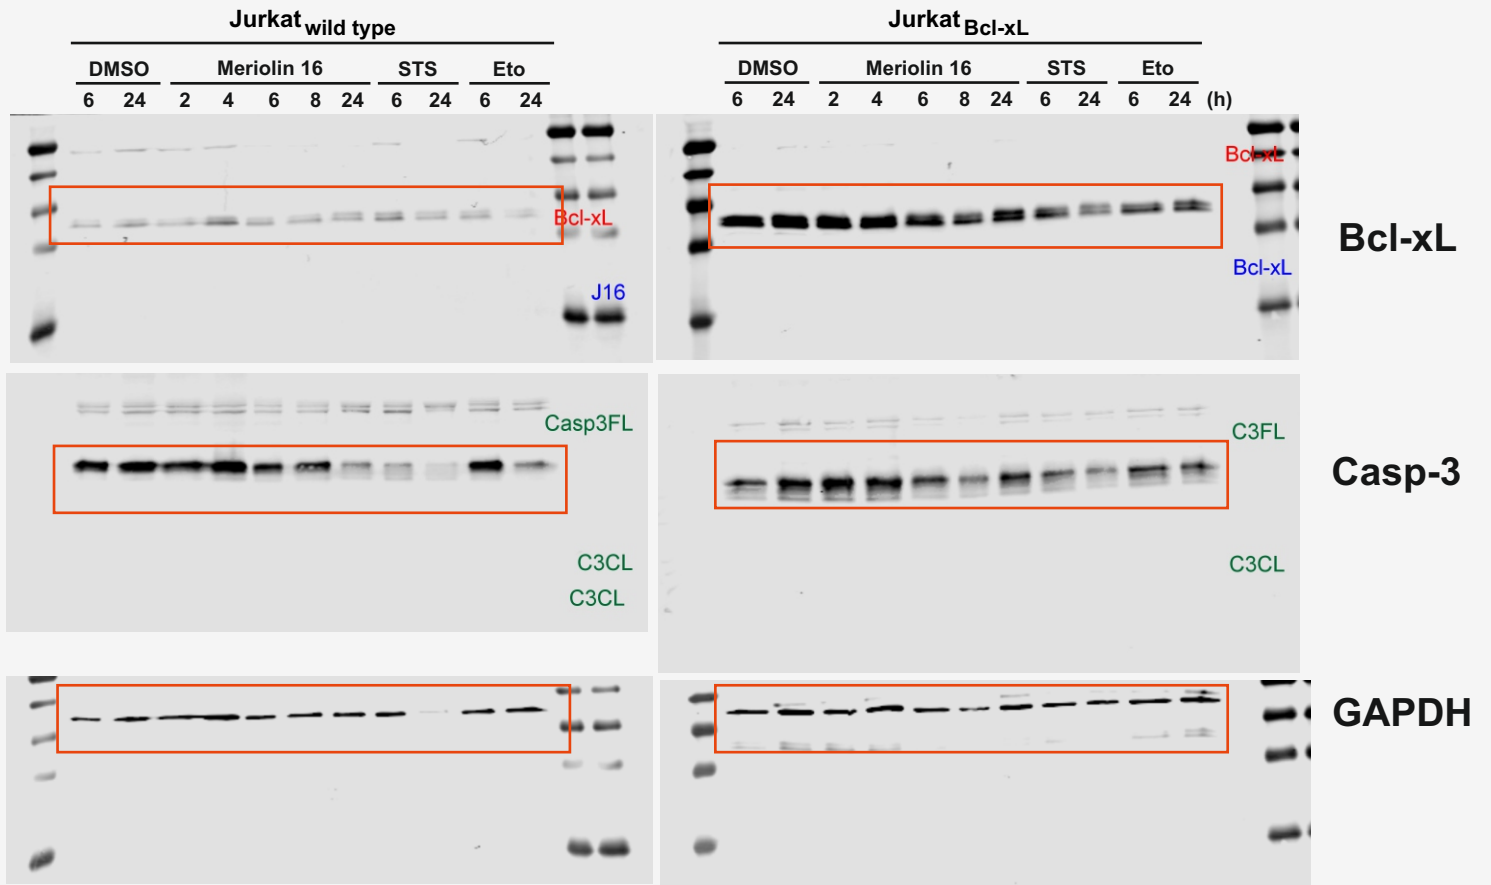 Jurkat wild type
Jurkat Bcl-xL
DMSO Meriolin 16 STS Eto
DMSO Meriolin 16 STS Eto
6 24 2 4 6 8 24 6 24 6 24
6 24 2 4 6 8 24 6 24 6 24 (h)
Bcl-xL
J16
Bcl-xL
Bcl-xL
Bcl-xL
Casp3FL
C3CL
C3CL
C3FL
C3CL
Casp-3
GAPDH